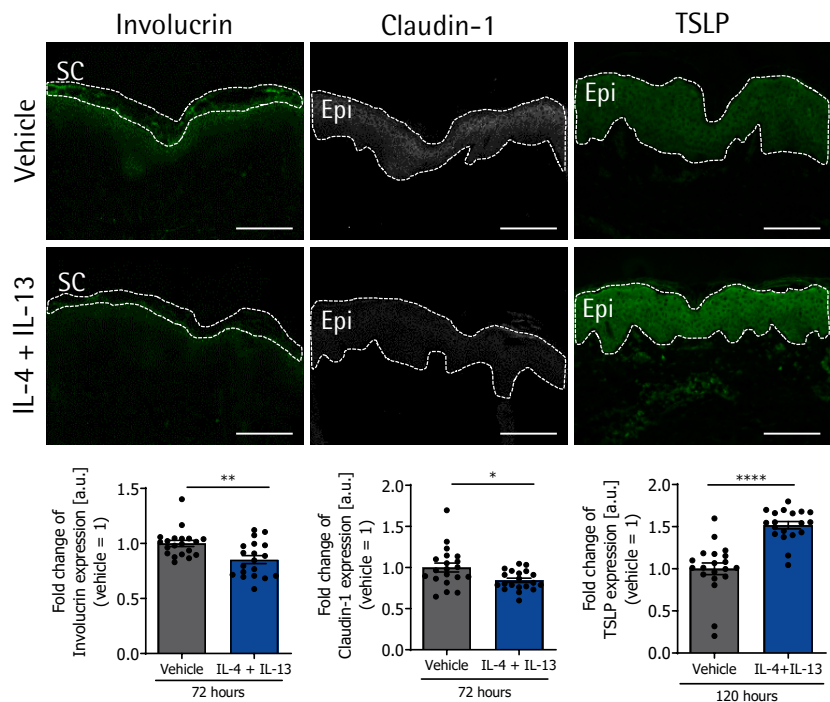 Involucrin
Claudin-1
TSLP
Vehicle
SC
Epi
Epi
IL-4 + IL-13
SC
Epi
Epi
Fold change of
Involucrin expression [a.u.]
(vehicle = 1)
1.5
1.0
0.5
0.0
**
Vehicle
IL-4 + IL-13
72 hours
Fold change of
Claudin-1 expression [a.u.]
(vehicle = 1)
2.0
1.5
1.0
0.5
0.0
*
Vehicle
IL-4 + IL-13
72 hours
Fold change of
TSLP expression [a.u.]
(vehicle = 1)
2.0
1.5
1.0
0.5
0.0
****
Vehicle
IL-4+IL-13
120 hours